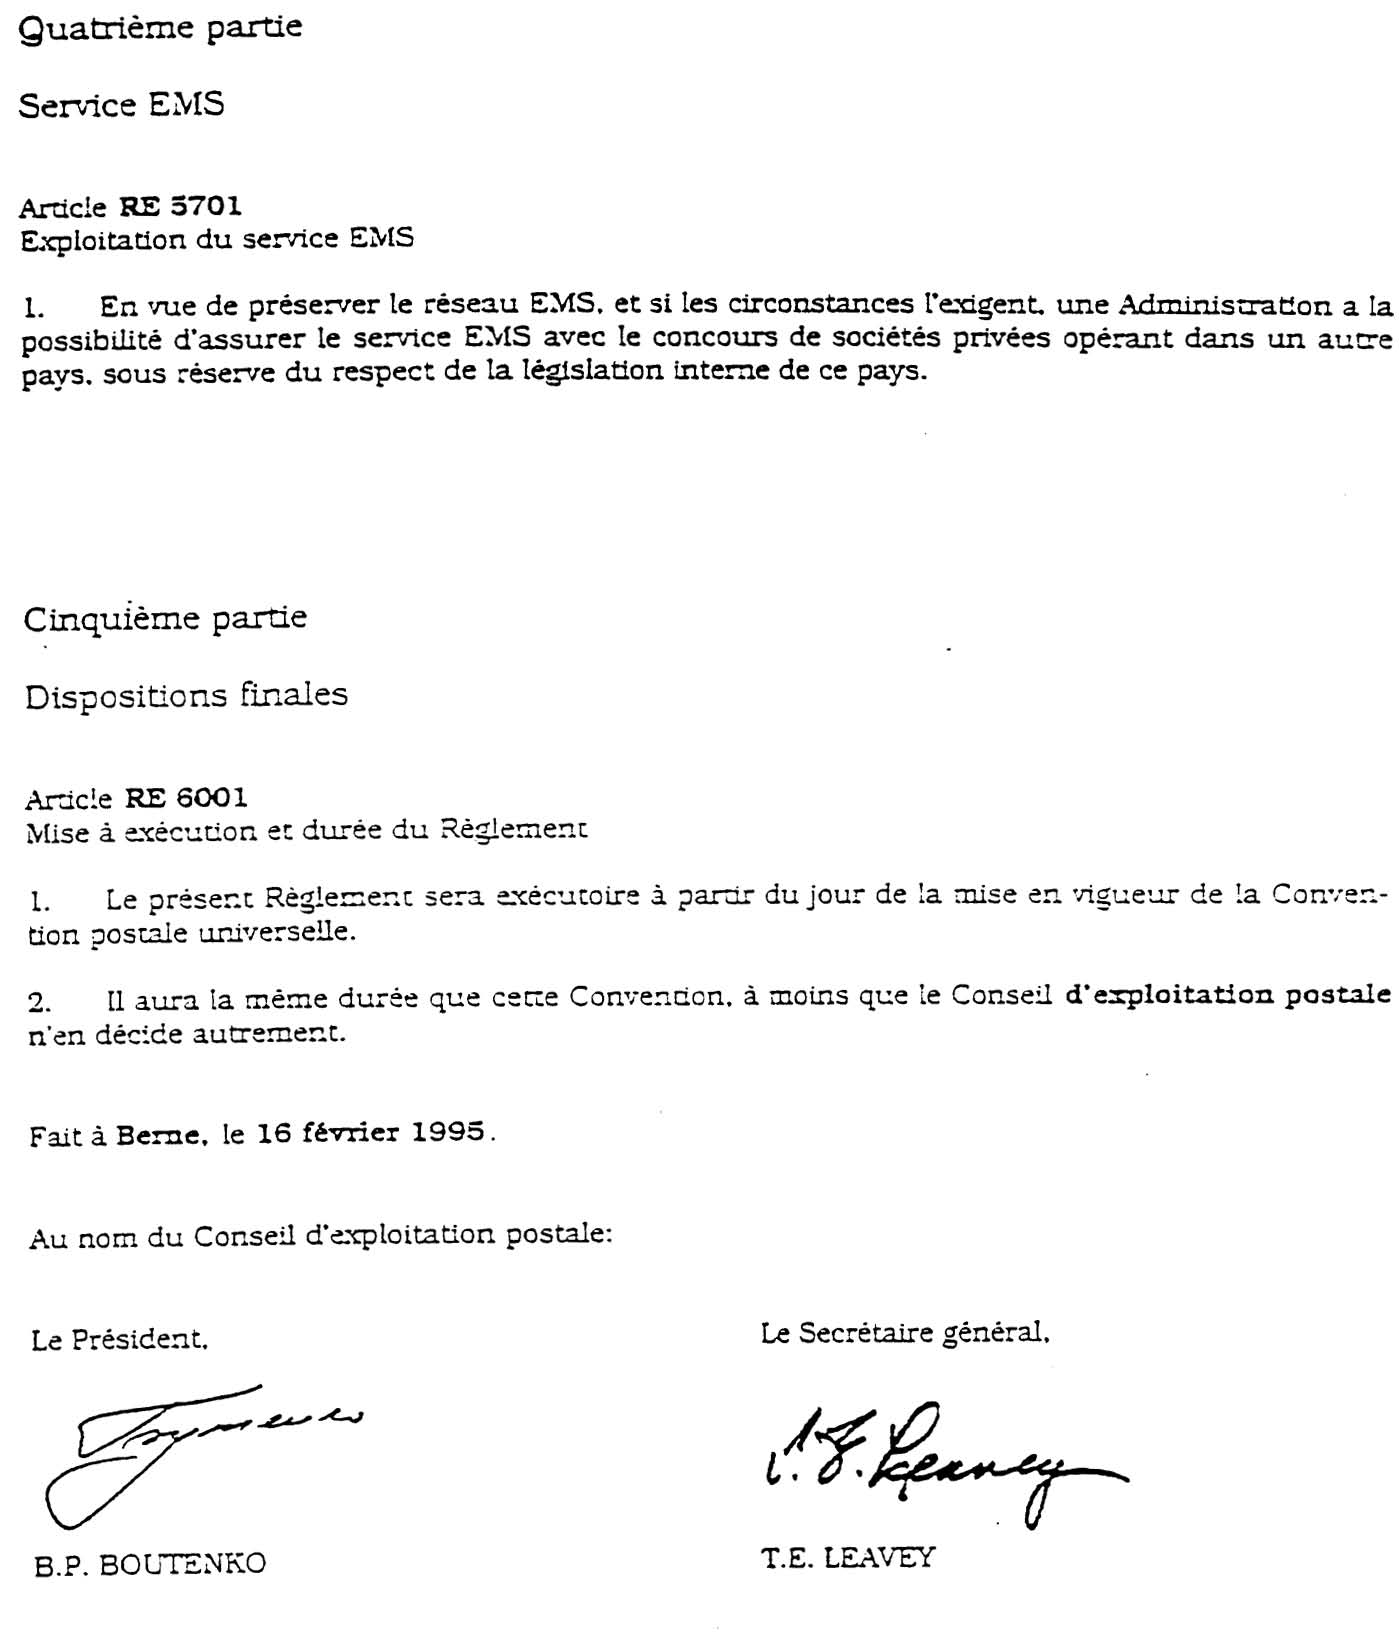 Quatrième partie
Service EMS
Article RE 5701
Exploitation du service EMS
1. En vue de préserver le réseau EMS, et si les circonstances l'exigent, une Administration a la
possibilité d'assurer le service EMS avec le concours de sociétés privées opérant dans un autre
pays, sous réserve du respect de la législation interne de ce pays.
Cinquième partie
Dispositions finales
Article RE 6001
Mise à exécution et durée du Règlement
1. Le présent Règlement sera exécutoire à partir du jour de la mise en vigueur de la Conven-
tion postale universelle.
2. Il aura la même durée que cette Convention, à moins que le Conseil d'exploitation postale
n'en décide autrement.
Fait à Berne, le 16 février 1995.
Au nom du Conseil d'exploitation postale:
Le Président,
Le Secrétaire général,
T.E. Leavey
B.P. BOUTENKO
T.E. LEAVEY